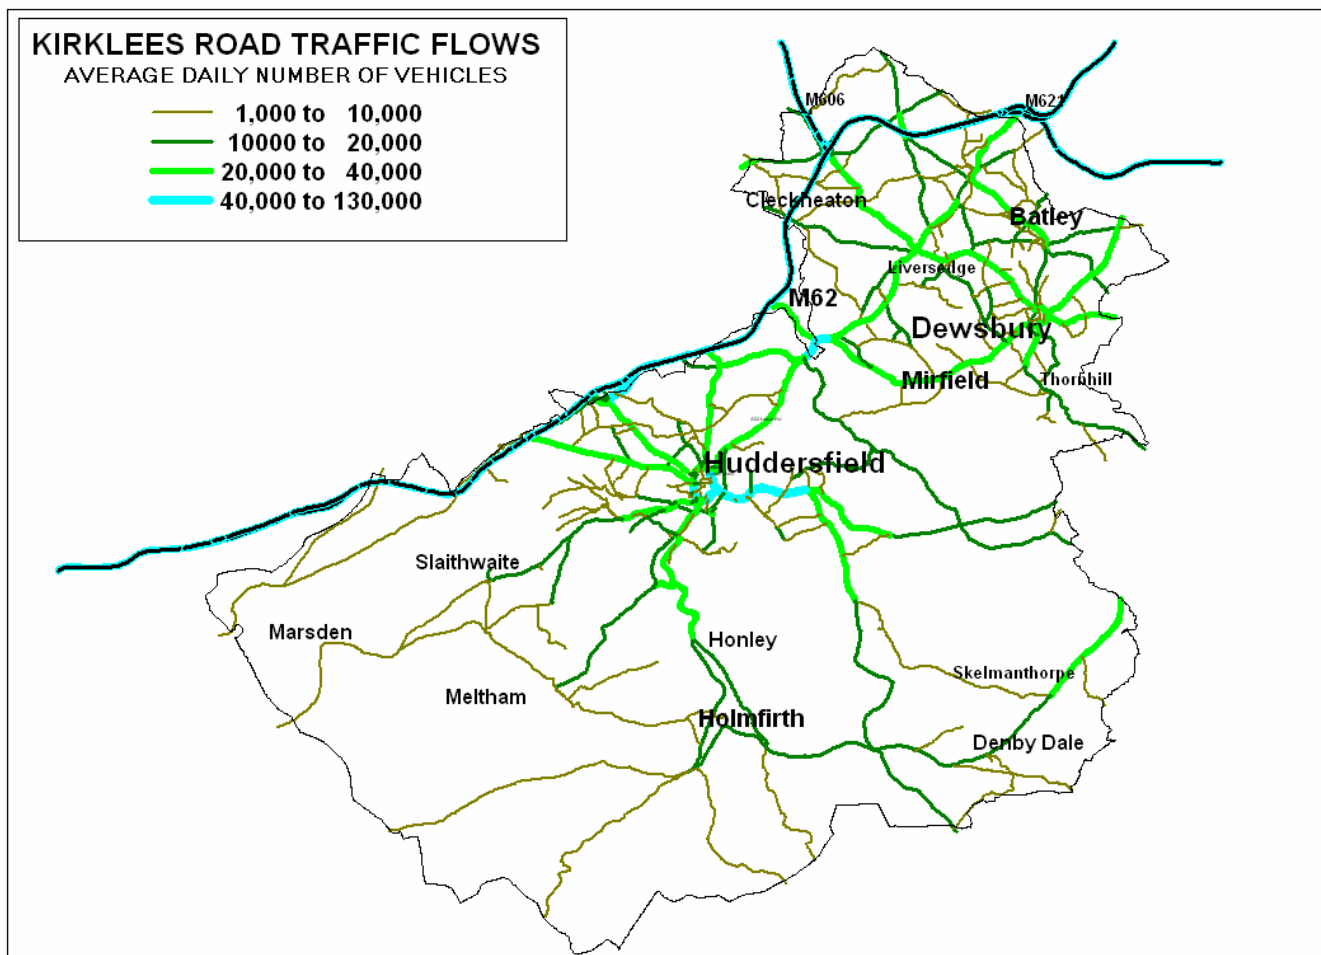 KIRKLEES ROAD TRAFFIC FLOWS
AVERAGE DAILY NUMBER OF VEHICLES
1,000 to 10,000
10000 to 20,000
20,000 to 40,000
40,000 to 130,000
M606
M621
Cleckheaton
Batley
Liversedge
M62
Dewsbury
Mirfield
Thornhill
Huddersfield
Slaithwaite
Marsden
Honley
Skelmanthorpe
Meltham
Holmfirth
Denby Dale